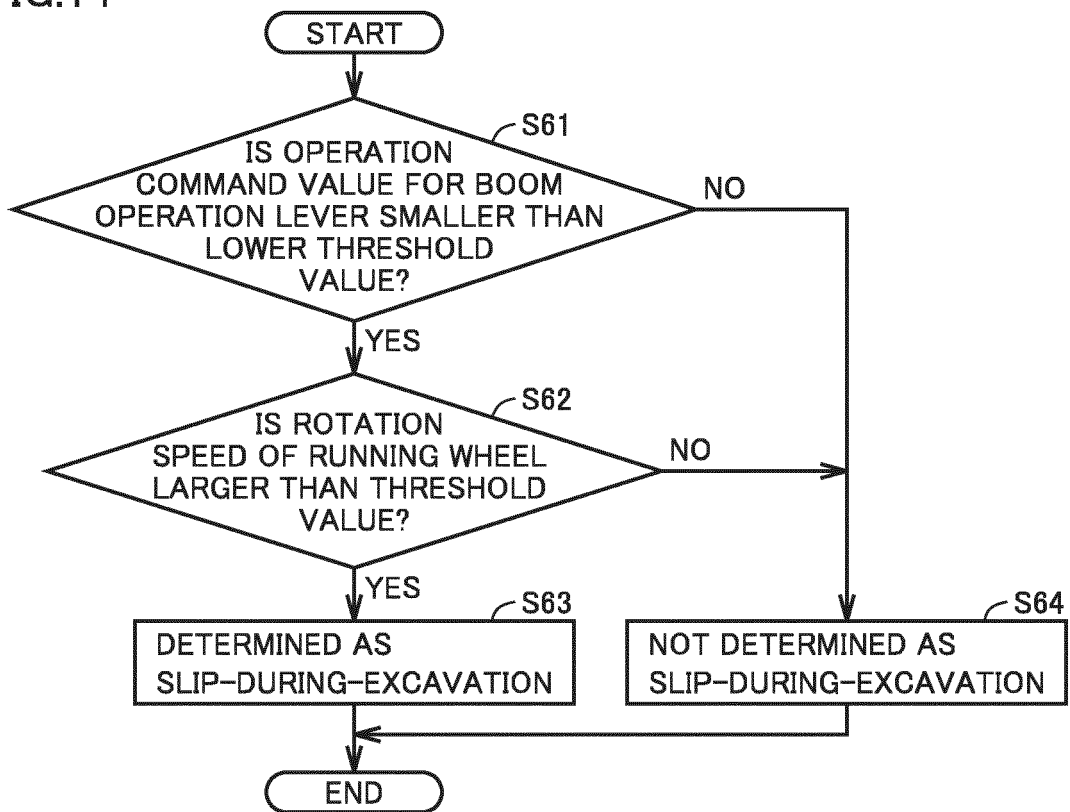 START
S61
IS OPERATION
COMMAND VALUE FOR BOOM
OPERATION LEVER SMALLER THAN
LOWER THRESHOLD
VALUE?
NO
YES
S62
IS ROTATION
SPEED OF RUNNING WHEEL
LARGER THAN THRESHOLD
VALUE?
NO
YES
S63
DETERMINED AS
SLIP-DURING-EXCAVATION
S64
NOT DETERMINED AS
SLIP-DURING-EXCAVATION
END